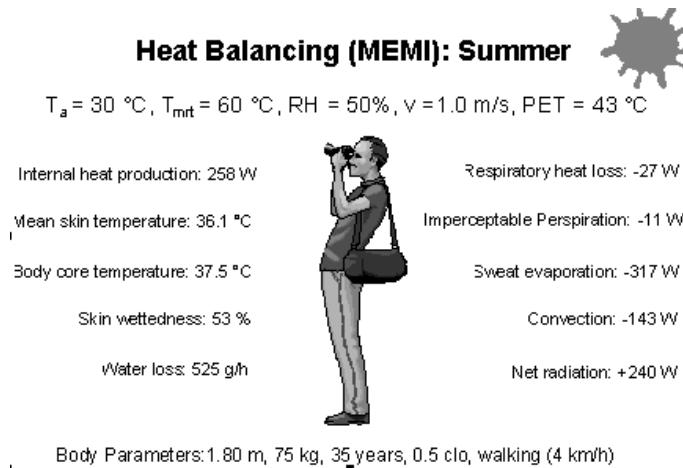 Heat Balancing (MEMI): Summer
Ta = 30 °C, Tmrt = 60 °C, RH = 50%, v =1.0 m/s, PET = 43 °C
Internal heat production: 258 W
Respiratory heat loss: -27 W
Mean skin temperature: 36.1 °C
Imperceptable Perspiration: -11 W
Body core temperature: 37.5 °C
Sweat evaporation: -317 W
Skin wettedness: 53 %
Convection: -143 W
Water loss: 525 g/h
Net radiation: +240 W
Body Parameters:1.80 m, 75 kg, 35 years, 0.5 clo, walking (4 km/h)